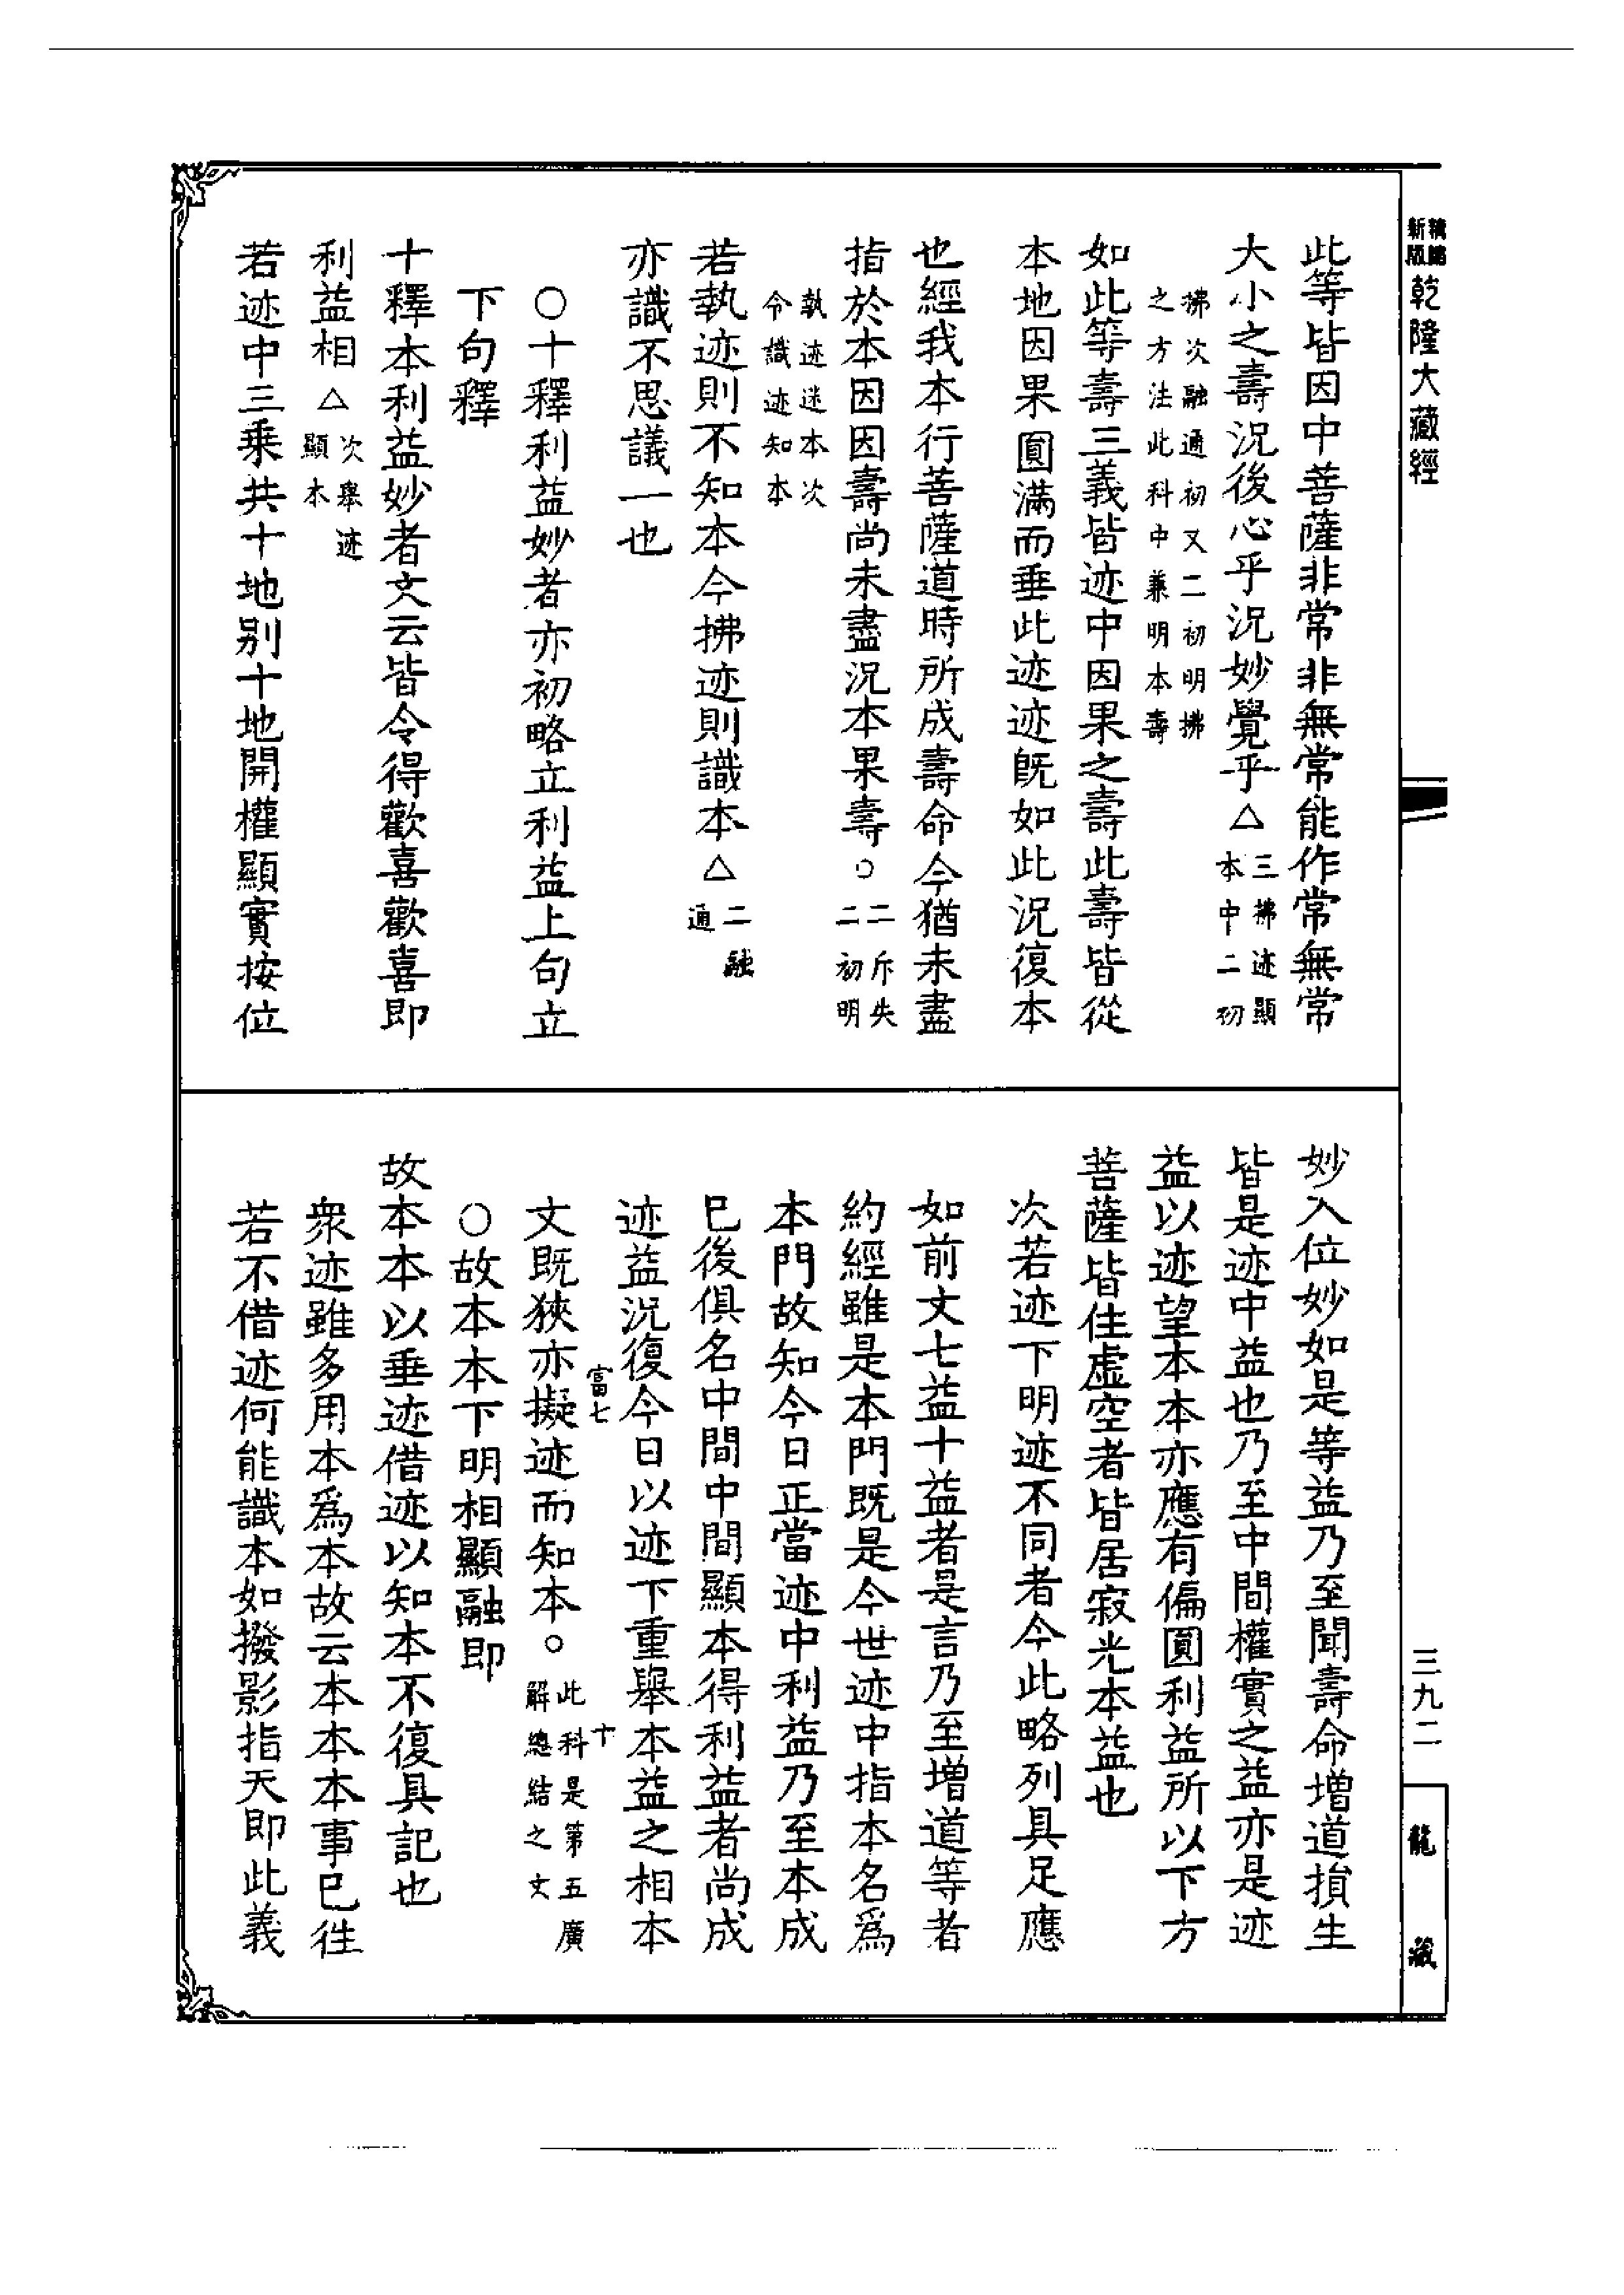 精編
新版
乾隆大藏經
此等皆因中菩薩非常非無常能作常無常
大小之壽況後心乎況妙覺乎△三拂迹顯本中二初
拂次融通初又二初明拂之方法此科中兼明本壽
如此等壽三義皆迹中因果之壽此壽皆從
本地因果圓滿而垂此迹迹旣如此況復本
也經我本行菩薩道時所成壽命今猶未盡
指於本因因壽尚未盡況本果壽○二斥失二初明
執迹迷本次令識迹知本
若執迹則不知本今拂迹則識本△二融通
亦識不思議一也
○十釋利益妙者亦初略立利益上句立
下句釋
十釋本利益妙者文云皆令得歡喜歡喜即
利益相△次舉迹顯本
若迹中三乘共十地別十地開權顯實按位
妙入位妙如是等益乃至聞壽命增道損生
皆是迹中益也乃至中間權實之益亦是迹
益以迹望本本亦應有偏圓利益所以下方
菩薩皆住虛空者皆居寂光本益也
次若迹下明迹不同者今此略列具足應
如前文七益十益者是言乃至增道等者
約經雖是本門既是今世迹中指本名爲
本門故知今日正當迹中利益乃至本成
已後俱名中間中間顯本得利益者尚成
迹益況復今日以迹下重舉本益之相本
富七
十
文既狹亦擬迹而知本○此科是第五廣解總結之文
○故本本下明相顯融即
故本本以垂迹借迹以知本不復具記也
衆迹雖多用本爲本故云本本本事已往
若不借迹何能識本如撥影指天即此義
三九二
龍藏